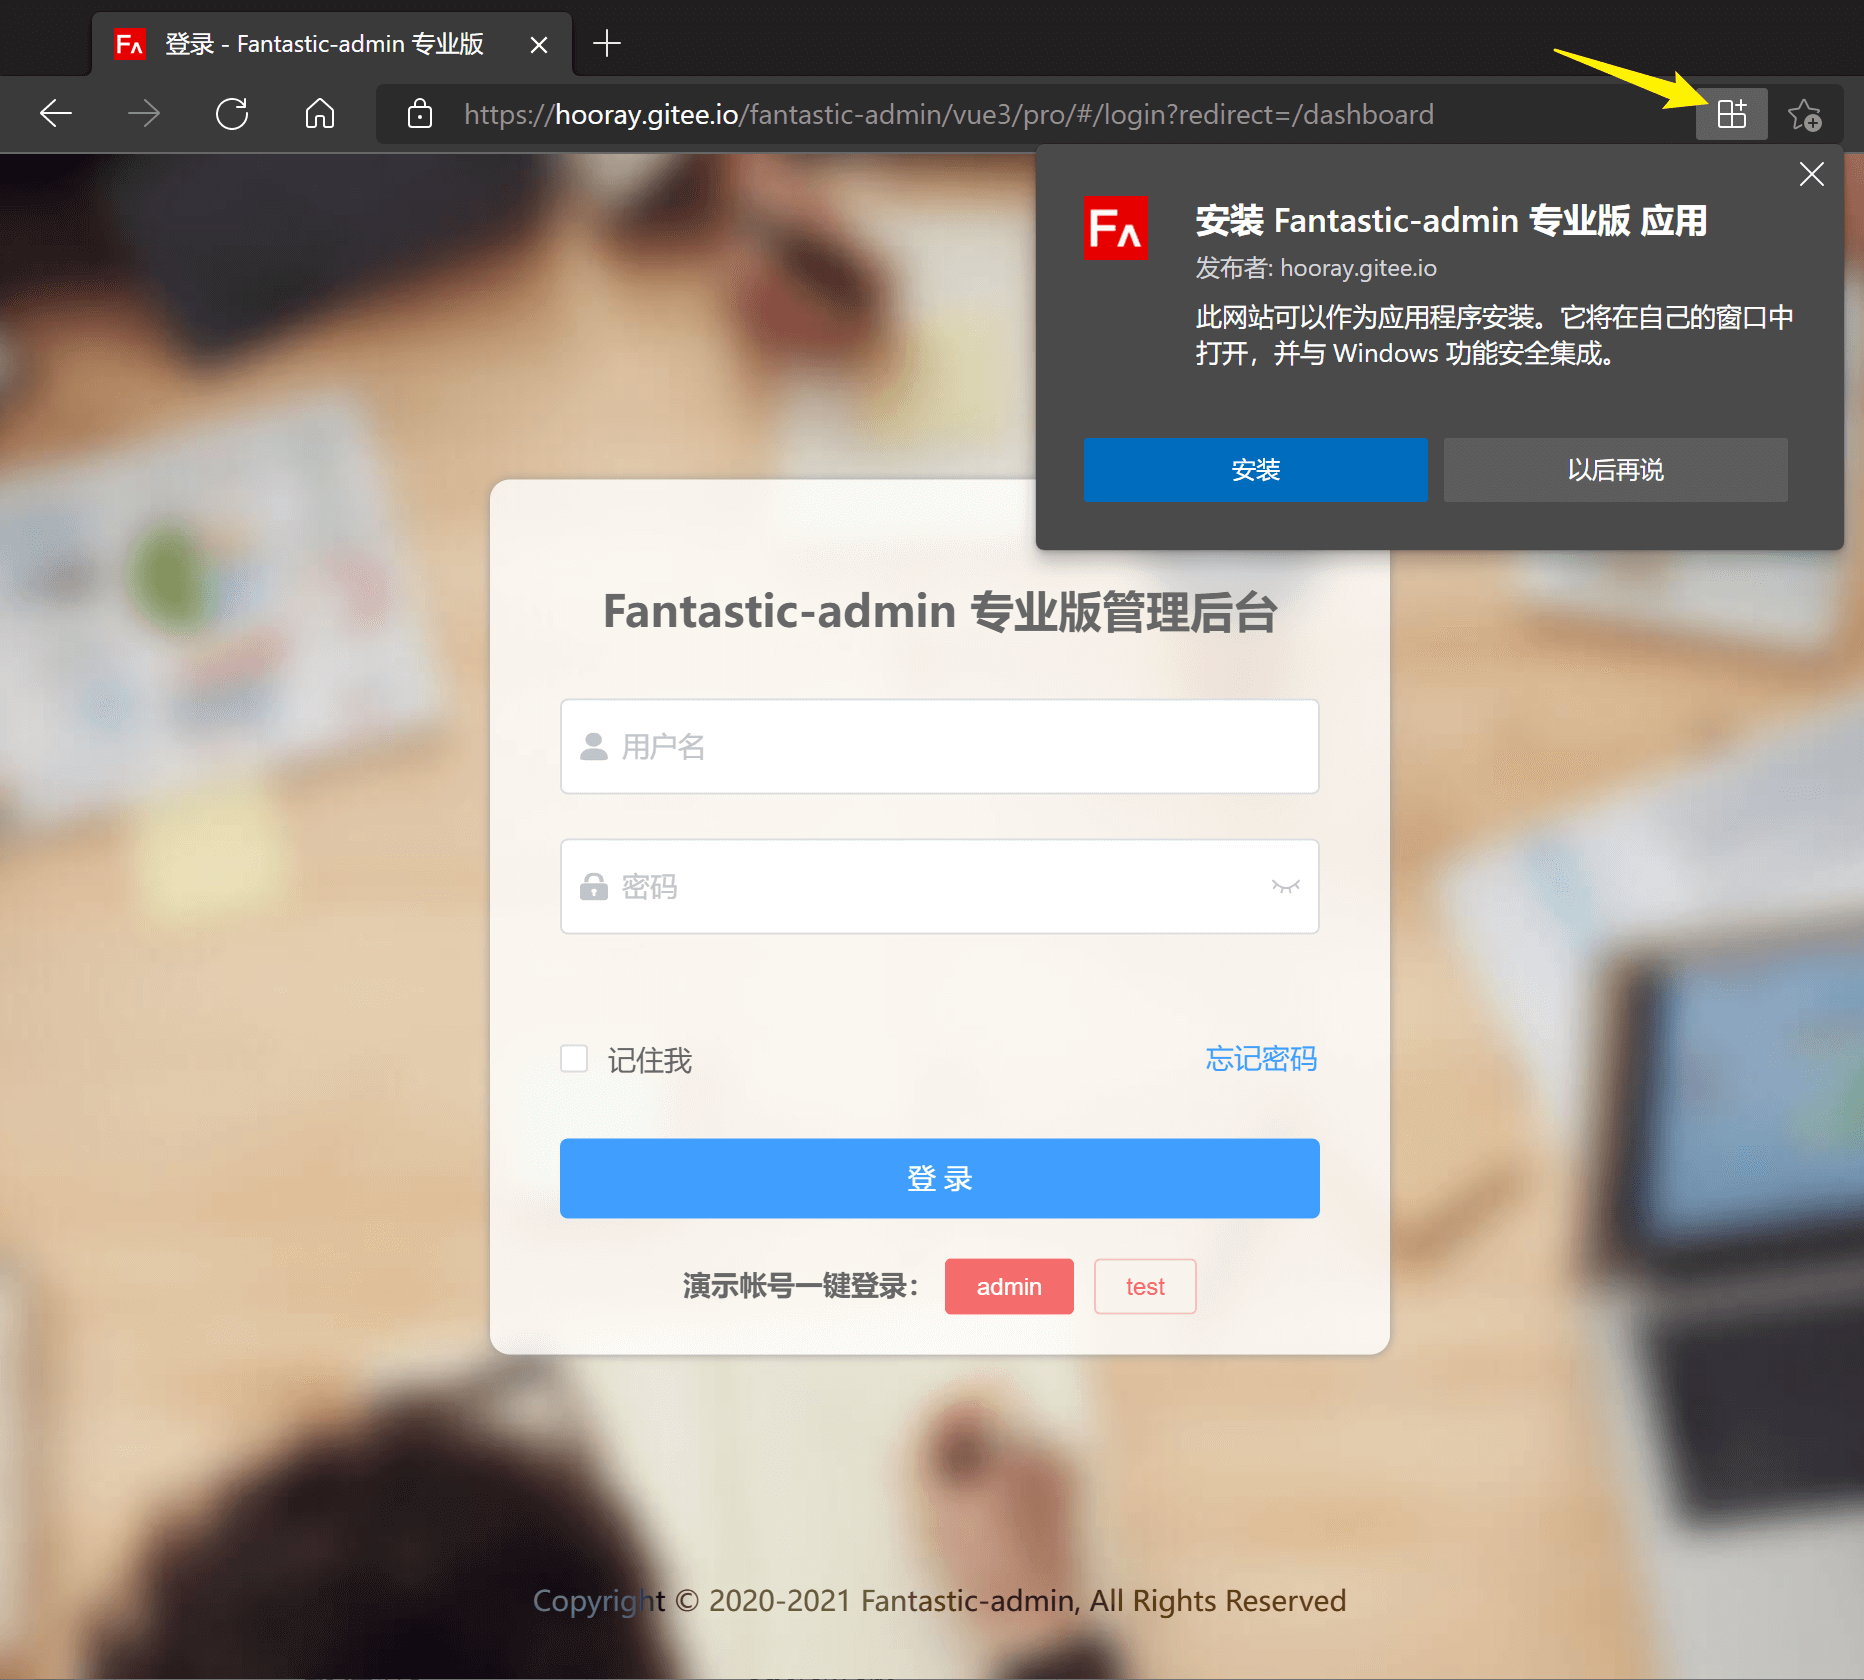 登录 - Fantastic-admin 专业版
https://hooray.gitee.io/fantastic-admin/vue3/pro/#/login?redirect=/dashboard
安装 Fantastic-admin 专业版 应用
发布者: hooray.gitee.io
此网站可以作为应用程序安装。它将在自己的窗口中
打开，并与 Windows 功能安全集成。
安装
以后再说
Fantastic-admin 专业版管理后台
用户名
密码
记住我
忘记密码
登 录
演示帐号一键登录：
admin
test
Copyright © 2020-2021 Fantastic-admin, All Rights Reserved